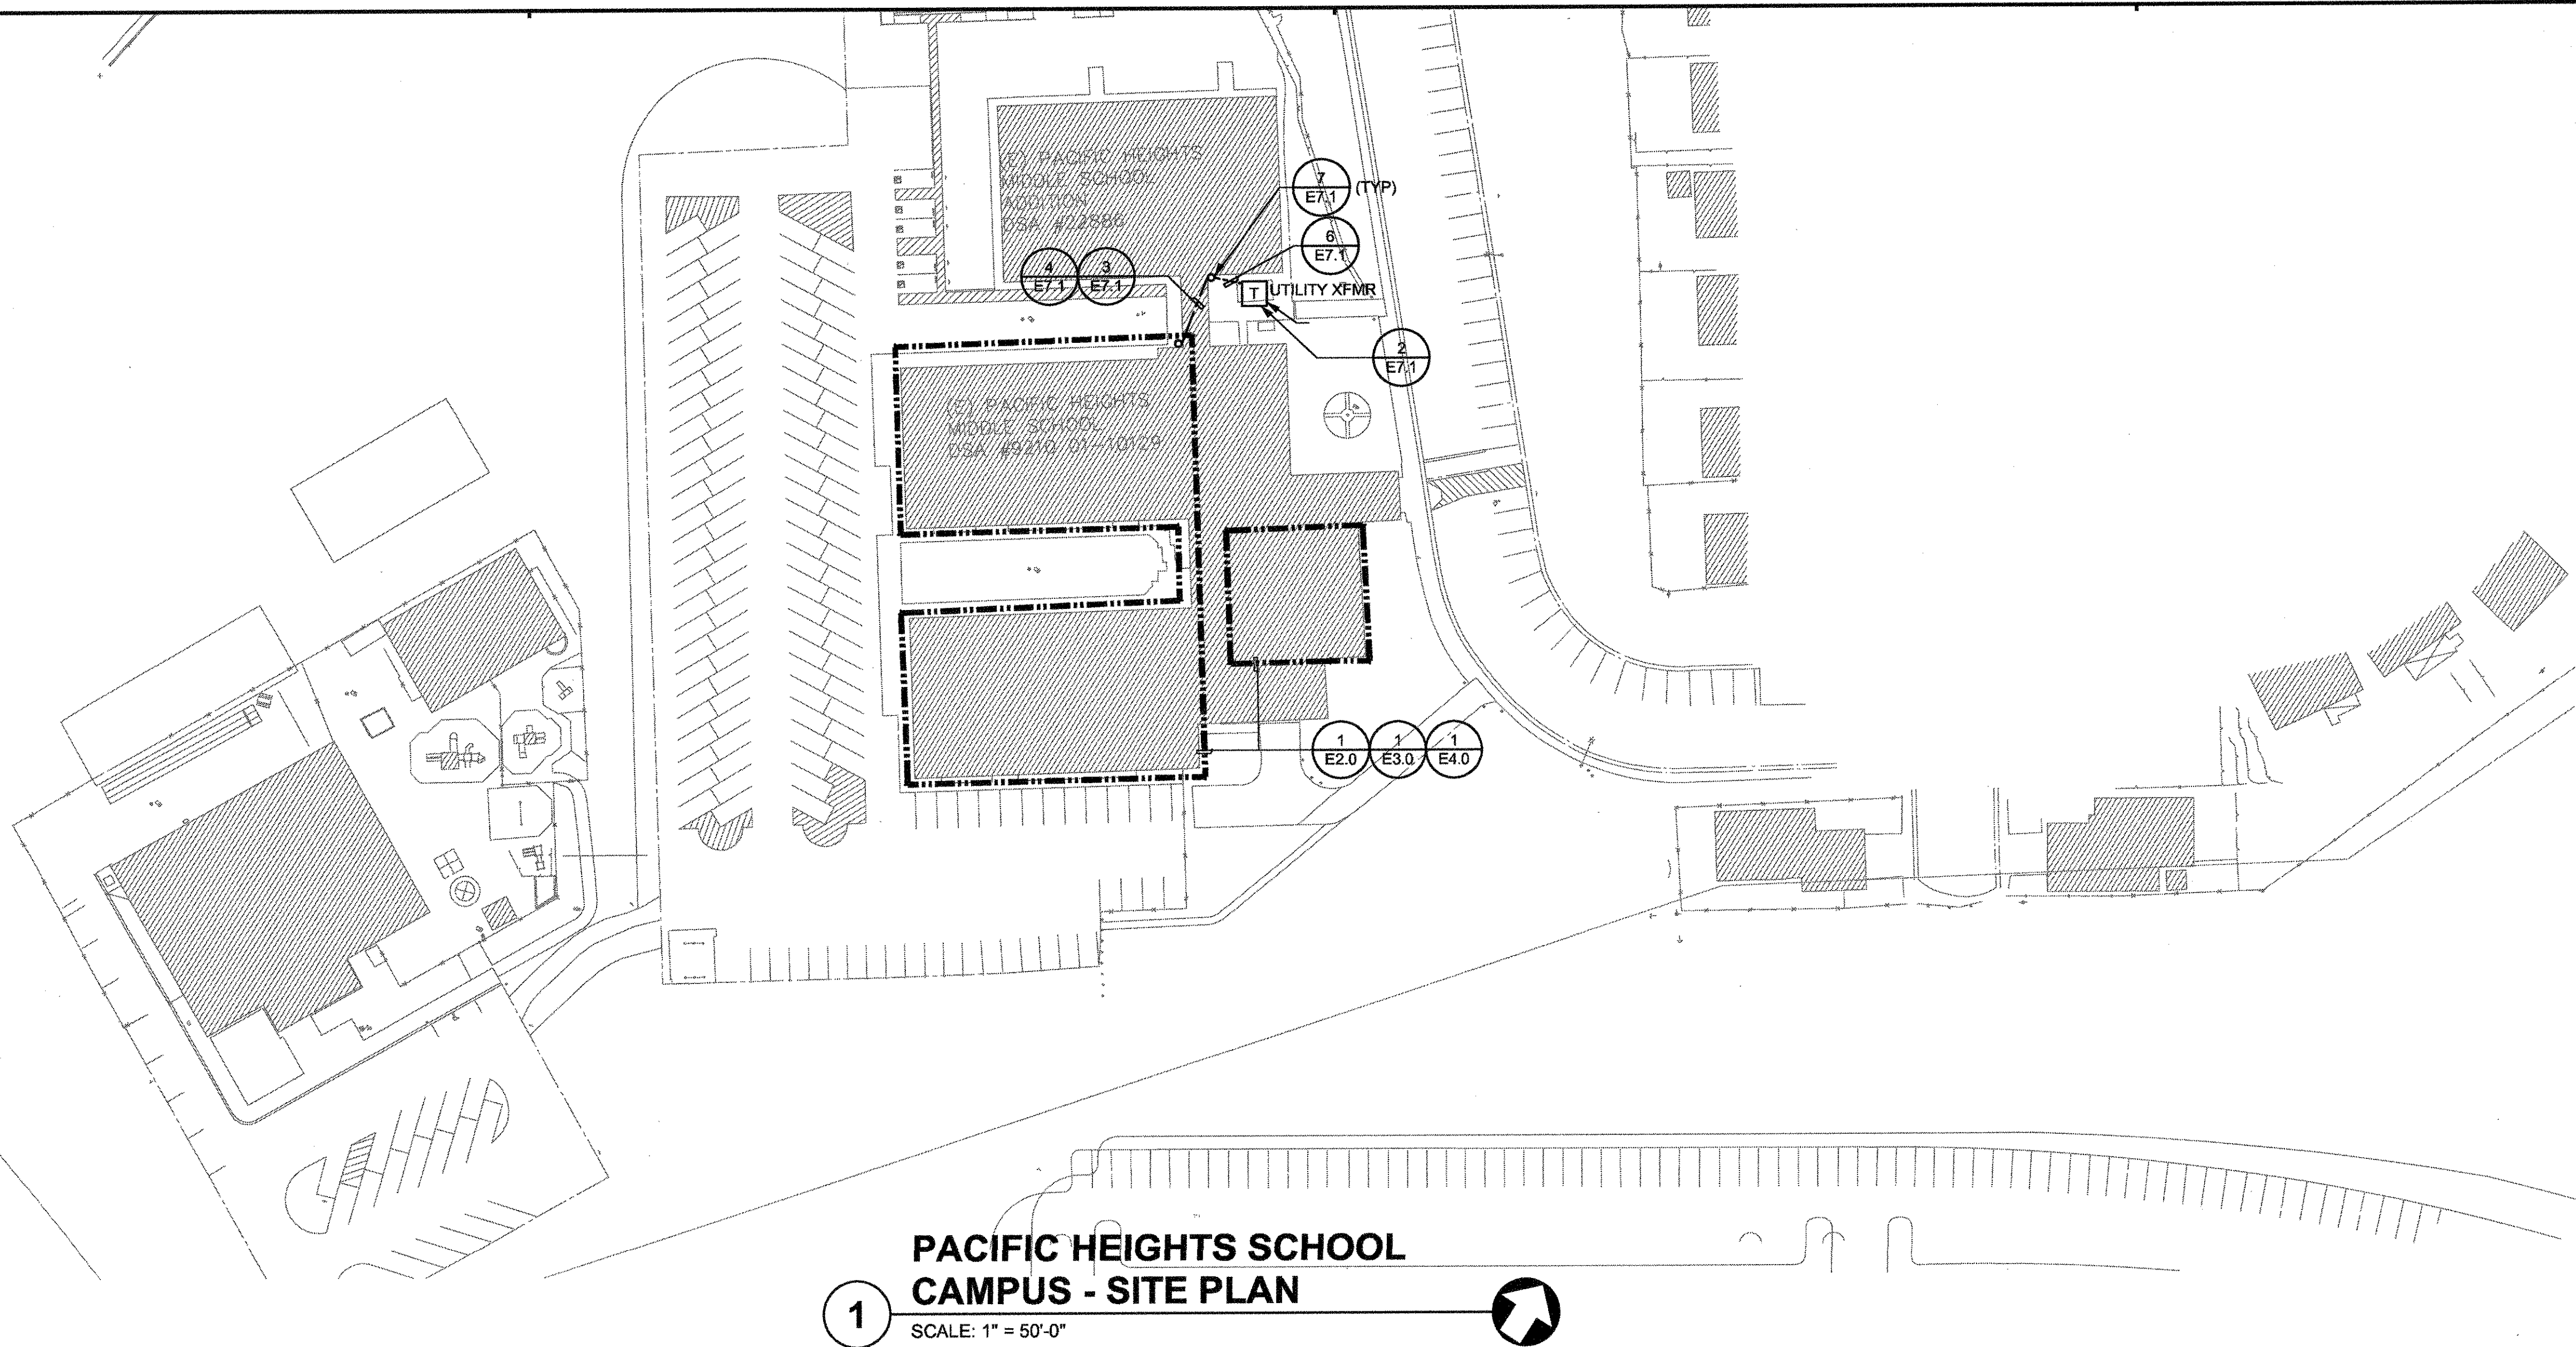 (E) PACIFIC HEIGHTS
MIDDLE SCHOOL
ADDITION
DSA #22886
7
E7.1
(TYP)
6
E7.1
4
E7.1
3
E7.1
T
UTILITY XFMR
2
E7.1
(E) PACIFIC HEIGHTS
MIDDLE SCHOOL
DSA #9210 01-10129
1
E2.0
1
E3.0
1
E4.0
PACIFIC HEIGHTS SCHOOL
CAMPUS - SITE PLAN
1
SCALE: 1" = 50'-0"